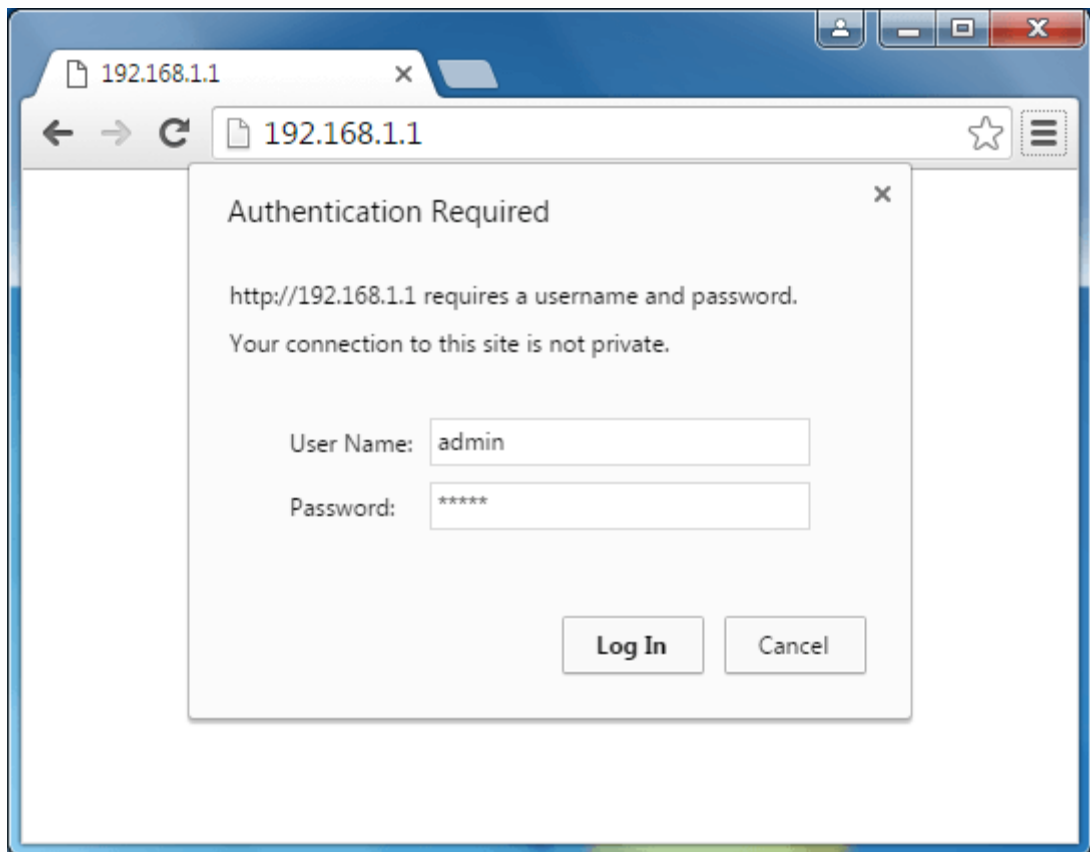 192.168.1.1
192.168.1.1
Authentication Required
http://192.168.1.1 requires a username and password.
Your connection to this site is not private.
User Name: admin
Password: *****
Log In Cancel